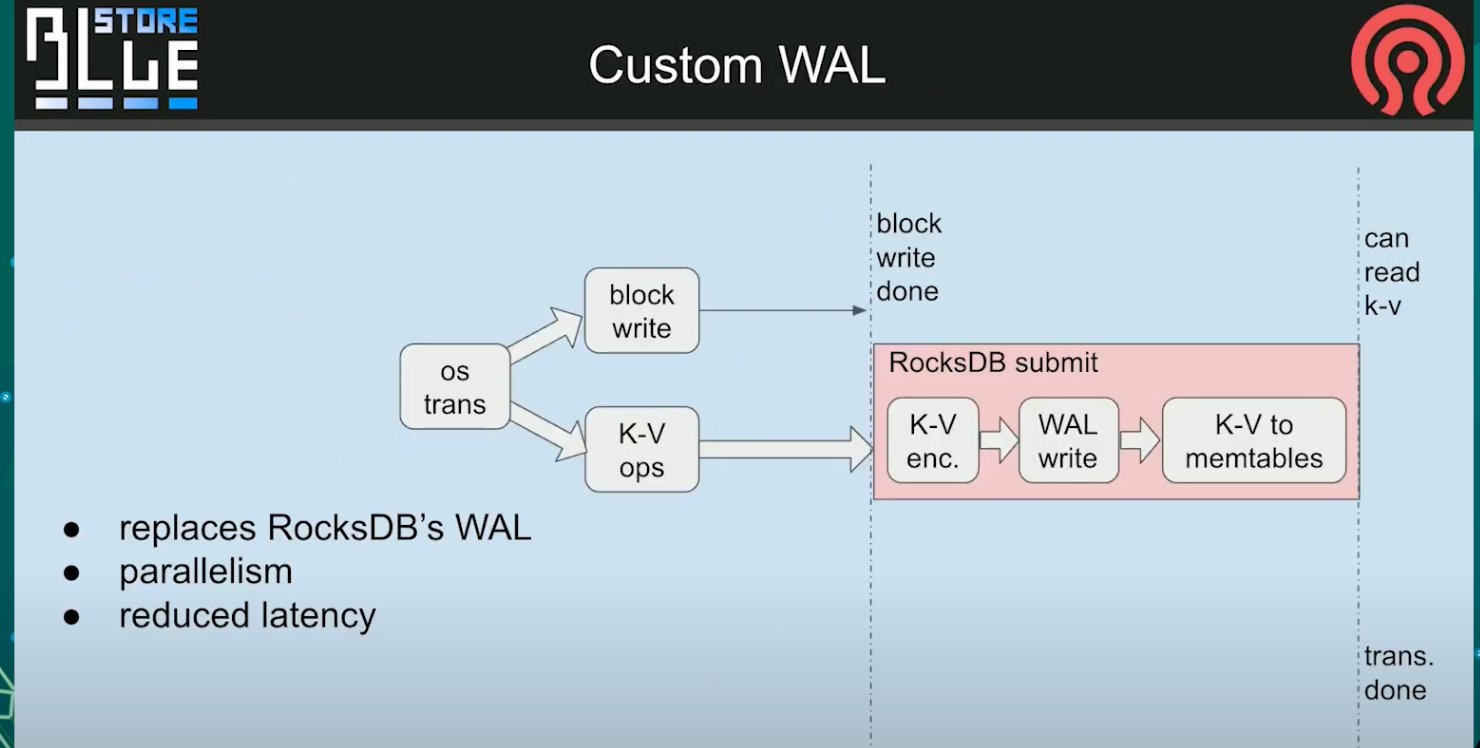 BLUE
STORE
Custom WAL
block
write
done
can
read
k-v
block
write
os
trans
K-V
ops
RocksDB submit
K-V
enc.
WAL
write
K-V to
memtables
● replaces RocksDB’s WAL
● parallelism
● reduced latency
trans.
done